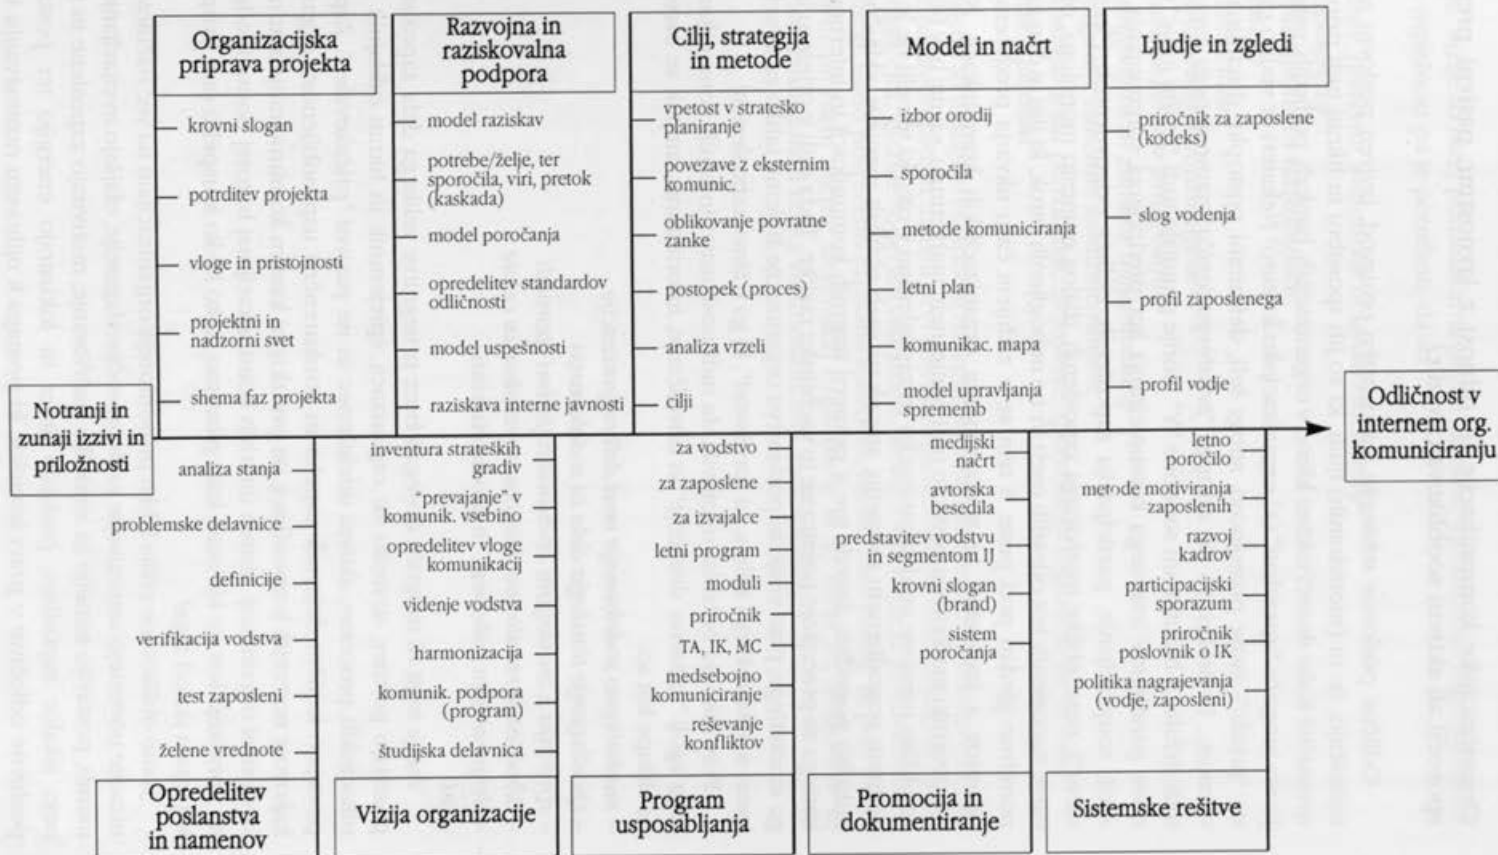 Organizacijska
priprava projekta
krovni slogan
potrditev projekta
vloge in pristojnosti
projektni in
nadzorni svet
shema faz projekta
Razvojna in
raziskovalna
podpora
model raziskav
potrebe/želje, ter
sporočila, viri, pretok
(kaskada)
model poročanja
opredelitev standardov
odličnosti
model uspešnosti
raziskava interne javnosti
Cilji, strategija
in metode
vpetost v strateško
planiranje
povezave z eksternim
komunic.
oblikovanje povratne
zanke
postopek (proces)
analiza vrzeli
cilji
Model in načrt
izbor orodij
sporočila
metode komuniciranja
letni plan
komunikac. mapa
model upravljanja
sprememb
Ljudje in zgledi
priročnik za zaposlene
(kodeks)
slog vodenja
profil zaposlenega
profil vodje
Notranji in
zunaji izzivi in
priložnosti
Odličnost v
internem org.
komuniciranju
analiza stanja
problemske delavnice
definicije
verifikacija vodstva
test zaposleni
želene vrednote
Opredelitev
poslanstva
in namenov
inventura strateških
gradiv
"prevajanje" v
komunik. vsebino
opredelitev vloge
komunikacij
videnje vodstva
harmonizacija
komunik. podpora
(program)
študijska delavnica
Vizija organizacije
za vodstvo
za zaposlene
za izvajalce
letni program
moduli
priročnik
TA, IK, MC
medsebojno
komuniciranje
reševanje
konfliktov
Program
usposabljanja
medijski
načrt
avtorska
besedila
predstavitev vodstvu
in segmentom IJ
krovni slogan
(brand)
sistem
poročanja
Promocija in
dokumentiranje
letno
poročilo
metode motiviranja
zaposlenih
razvoj
kadrov
participacijski
sporazum
priročnik
poslovnik o IK
politika nagrajevanja
(vodje, zaposleni)
Sistemske rešitve